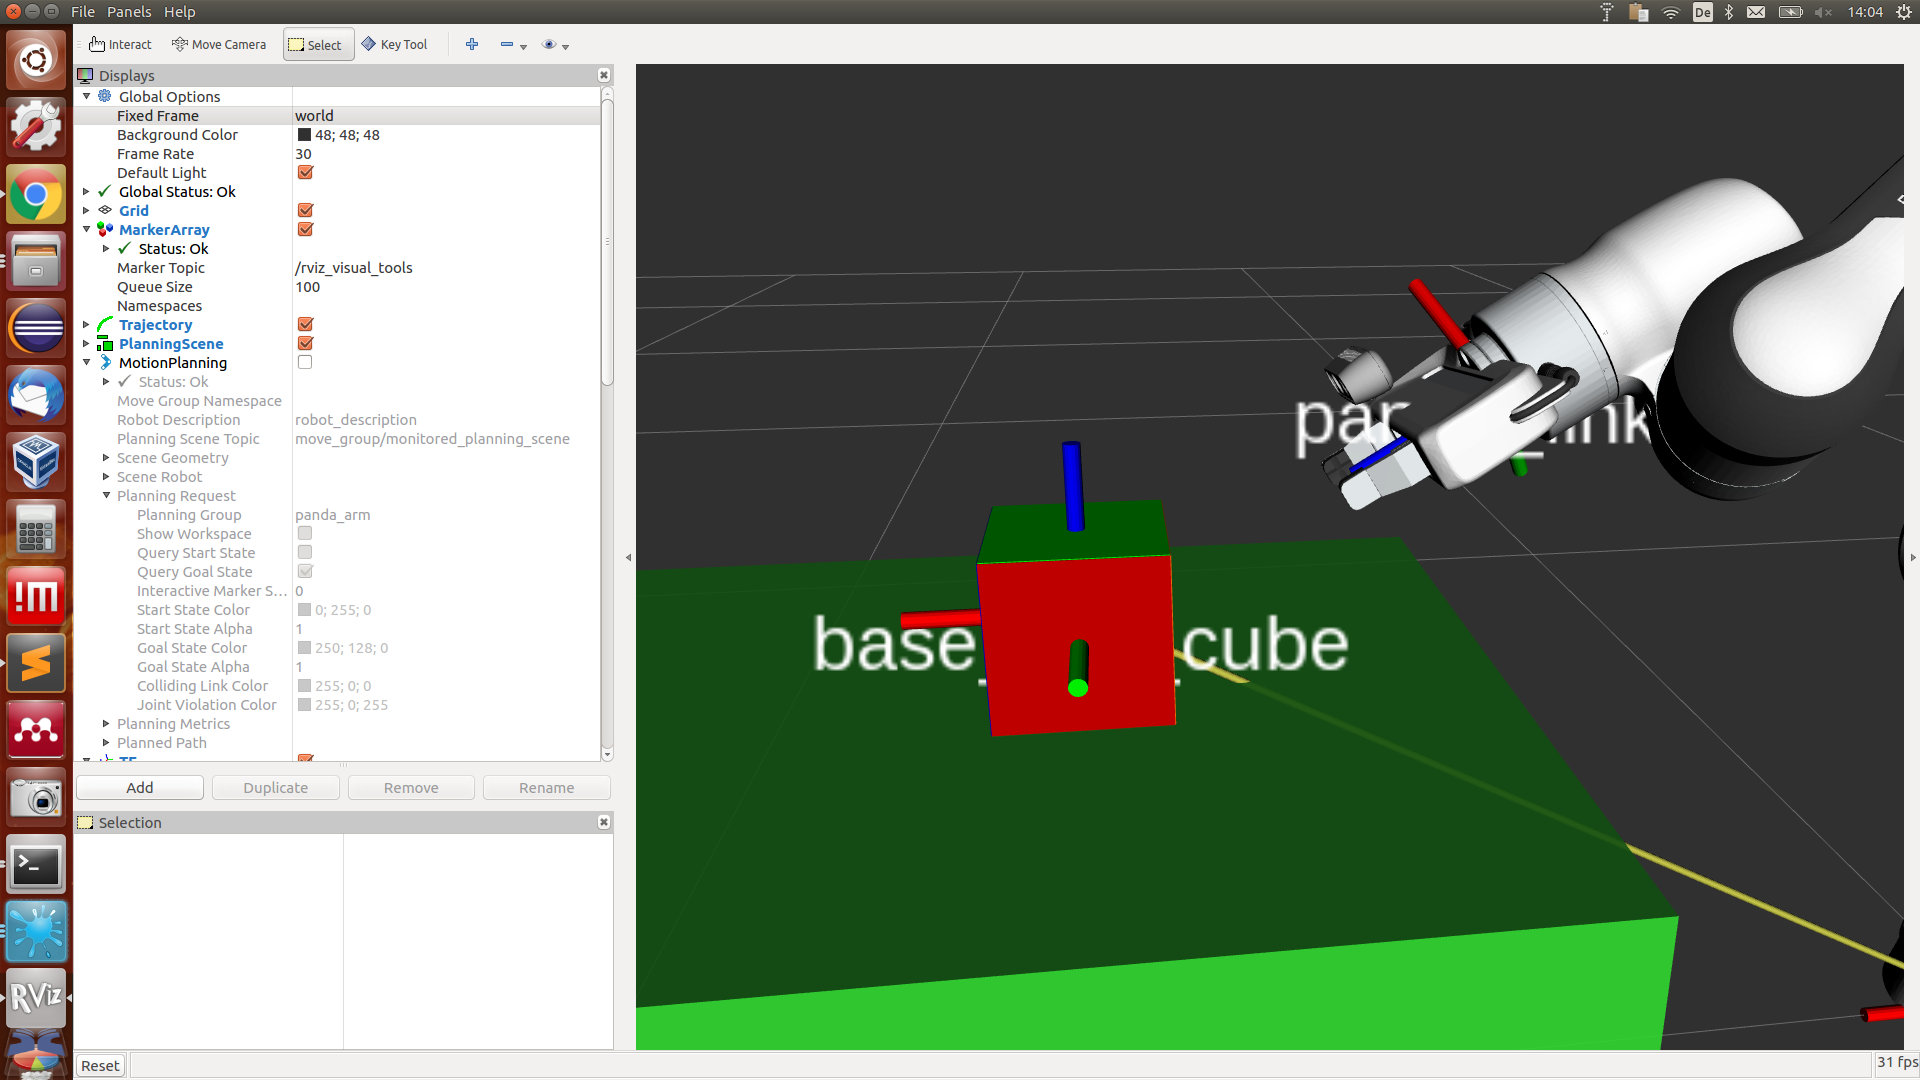 File Panels Help
De
14:04
Interact Move Camera Select Key Tool
Displays
Global Options
Fixed Frame world
Background Color 48; 48; 48
Frame Rate 30
Default Light
Global Status: Ok
Grid
MarkerArray
Status: Ok
Marker Topic /rviz_visual_tools
Queue Size 100
Namespaces
Trajectory
PlanningScene
MotionPlanning
Status: Ok
Move Group Namespace
Robot Description robot_description
Planning Scene Topic move_group/monitored_planning_scene
Scene Geometry
Scene Robot
Planning Request
Planning Group panda_arm
Show Workspace
Query Start State
Query Goal State
Interactive Marker S... 0
Start State Color 0; 255; 0
Start State Alpha 1
Goal State Color 250; 128; 0
Goal State Alpha 1
Colliding Link Color 255; 0; 0
Joint Violation Color 255; 0; 255
Planning Metrics
Planned Path
TF
Add Duplicate Remove Rename
Selection
Reset
31 fps
base_ _cube
RViz